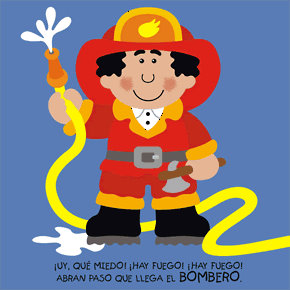 ¡UY, QUÉ MIEDO! ¡HAY FUEGO! ¡HAY FUEGO!
ABRAN PASO QUE LLEGA EL BOMBERO.